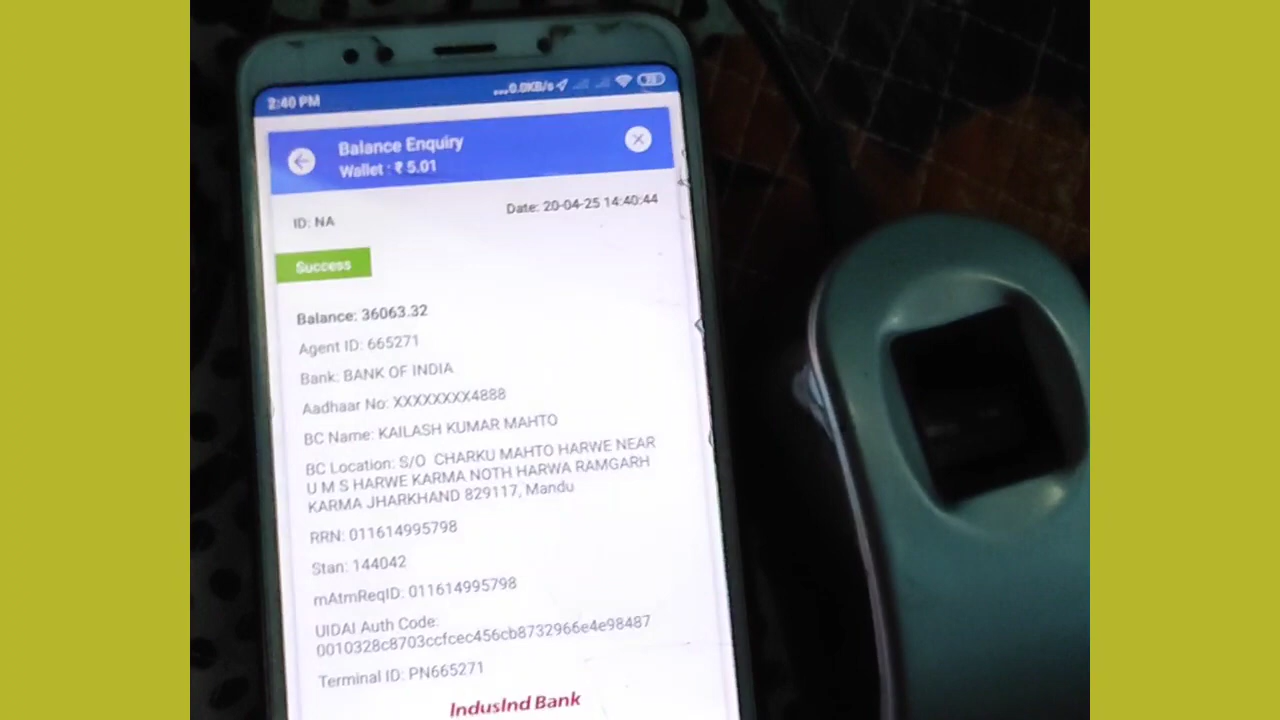 2:40 PM
...0.0KB/s
Balance Enquiry
Wallet : ₹ 5.01
ID: NA
Date: 20-04-25 14:40:44
Success
Balance: 36063.32
Agent ID: 665271
Bank: BANK OF INDIA
Aadhaar No: XXXXXXXX4888
BC Name: KAILASH KUMAR MAHTO
BC Location: S/O CHARKU MAHTO HARWE NEAR
U M S HARWE KARMA NOTH HARWA RAMGARH
KARMA JHARKHAND 829117, Mandu
RRN: 011614995798
Stan: 144042
mAtmReqID: 011614995798
UIDAI Auth Code:
0010328c8703ccfcec456cb8732966e4e98487
Terminal ID: PN665271
IndusInd Bank